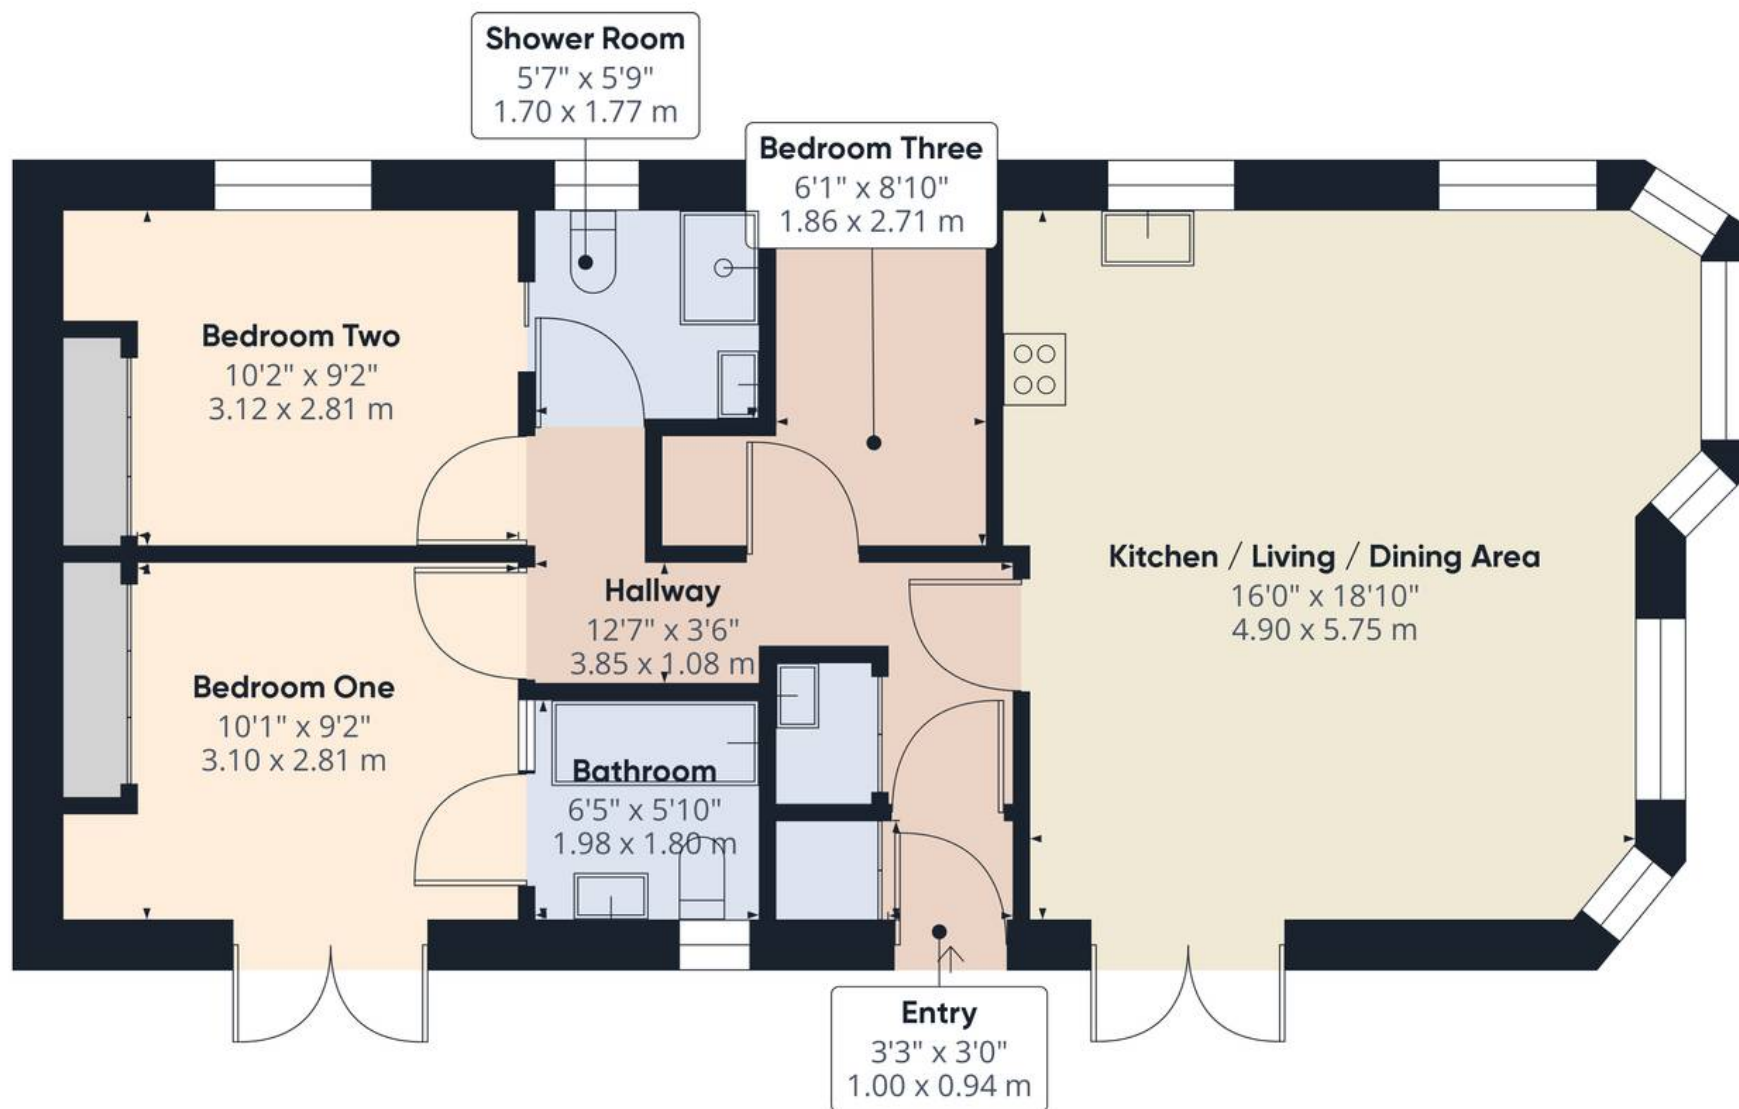 Shower Room
5'7" x 5'9"
1.70 x 1.77 m
Bedroom Three
6'1" x 8'10"
1.86 x 2.71 m
Bedroom Two
10'2" x 9'2"
3.12 x 2.81 m
Kitchen / Living / Dining Area
16'0" x 18'10"
4.90 x 5.75 m
Hallway
12'7" x 3'6"
3.85 x 1.08 m
Bedroom One
10'1" x 9'2"
3.10 x 2.81 m
Bathroom
6'5" x 5'10"
1.98 x 1.80 m
Entry
3'3" x 3'0"
1.00 x 0.94 m